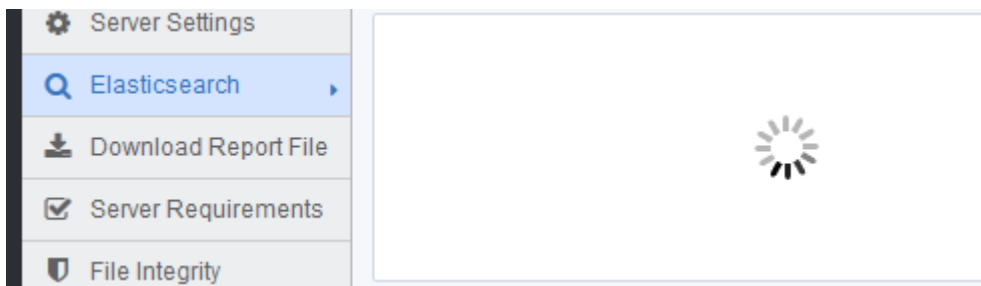 Server Settings
Elasticsearch
Download Report File
Server Requirements
File Integrity